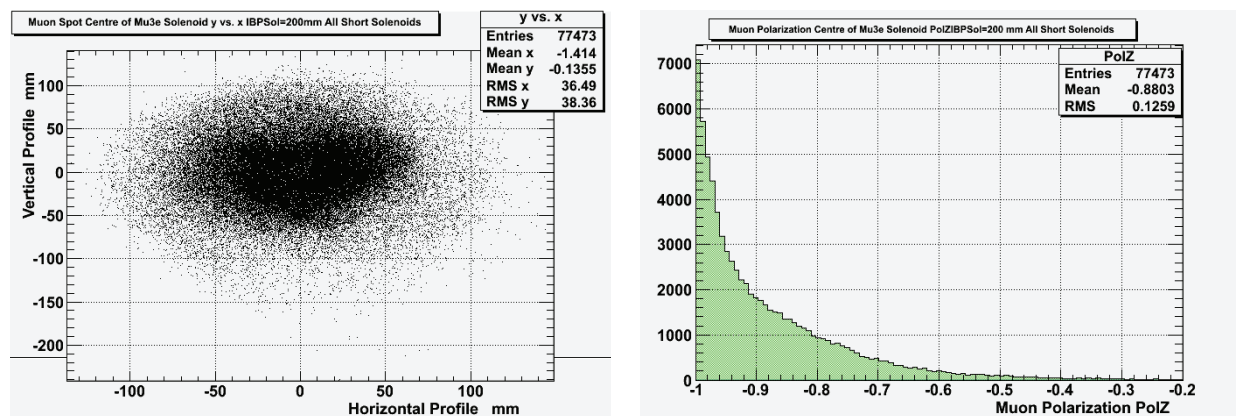 Muon Spot Centre of Mu3e Solenoid y vs. x IBPSol=200mm All Short Solenoids
y vs. x
Entries 77473
Mean x -1.414
Mean y -0.1355
RMS x 36.49
RMS y 38.36
Vertical Profile mm
100
50
0
-50
-100
-150
-200
-100 -50 0 50 100
Horizontal Profile mm
Muon Polarization Centre of Mu3e Solenoid PolZIBPSol=200 mm All Short Solenoids
PolZ
Entries 77473
Mean -0.8803
RMS 0.1259
7000
6000
5000
4000
3000
2000
1000
0
-1 -0.9 -0.8 -0.7 -0.6 -0.5 -0.4 -0.3 -0.2
Muon Polarization PolZ